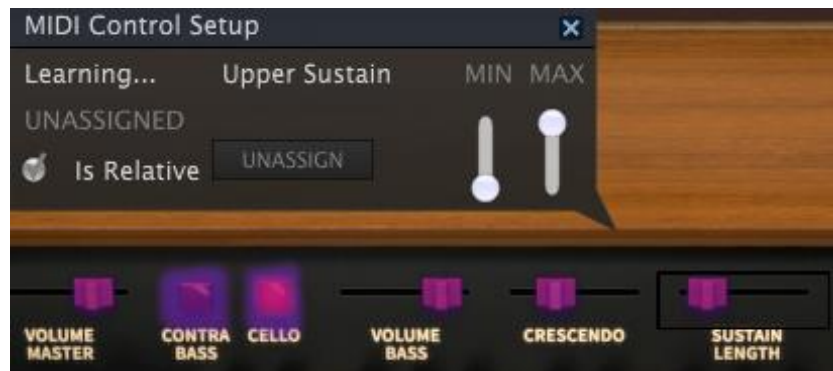 MIDI Control Setup
Learning... Upper Sustain MIN MAX
UNASSIGNED
Is Relative UNASSIGN
VOLUME MASTER
CONTRA BASS
CELLO
VOLUME BASS
CRESCENDO
SUSTAIN LENGTH